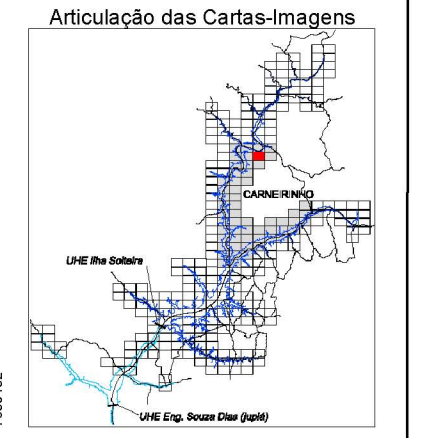 Articulação das Cartas-Imagens
CARNEIRINHO
UHE Ilha Solteira
UHE Eng. Souza Dias (jupiá)